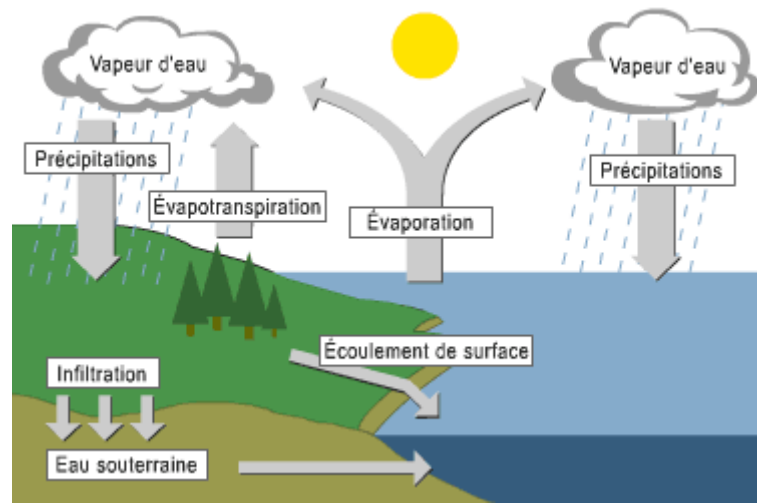 Vapeur d'eau
Vapeur d'eau
Précipitations
Précipitations
Évapotranspiration
Évaporation
Écoulement de surface
Infiltration
Eau souterraine